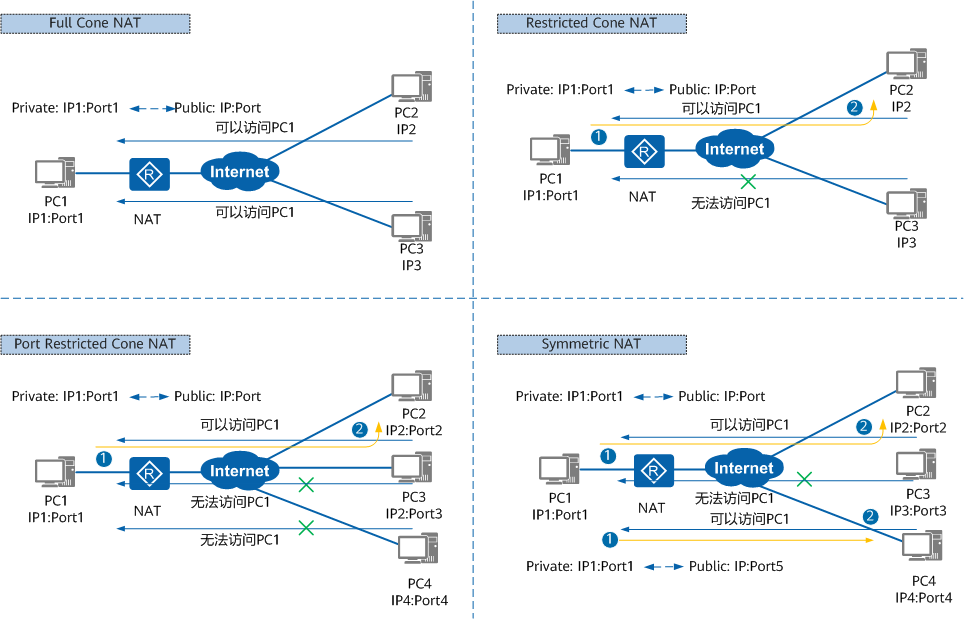 Full Cone NAT
Private: IP1:Port1
Public: IP:Port
可以访问PC1
PC2
IP2
R
Internet
PC1
IP1:Port1
NAT
可以访问PC1
PC3
IP3
Restricted Cone NAT
Private: IP1:Port1
Public: IP:Port
可以访问PC1
2
PC2
IP2
1
R
Internet
PC1
IP1:Port1
NAT
无法访问PC1
PC3
IP3
Port Restricted Cone NAT
Private: IP1:Port1
Public: IP:Port
可以访问PC1
2
PC2
IP2:Port2
1
R
Internet
PC1
IP1:Port1
NAT
无法访问PC1
PC3
IP2:Port3
无法访问PC1
PC4
IP4:Port4
Symmetric NAT
Private: IP1:Port1
Public: IP:Port
可以访问PC1
2
PC2
IP2:Port2
1
R
Internet
PC1
IP1:Port1
NAT
无法访问PC1
PC3
IP3:Port3
可以访问PC1
2
1
Private: IP1:Port1
Public: IP:Port5
PC4
IP4:Port4